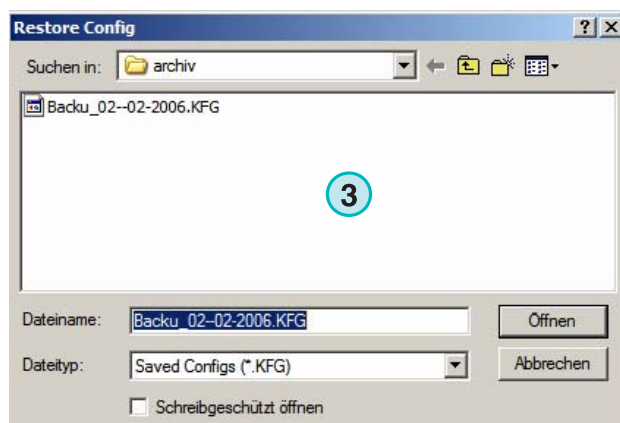 Restore Config
Suchen in: archiv
Backu_02--02-2006.KFG
3
Dateiname: Backu_02--02-2006.KFG Öffnen
Dateityp: Saved Configs (*.KFG) Abbrechen
Schreibgeschützt öffnen